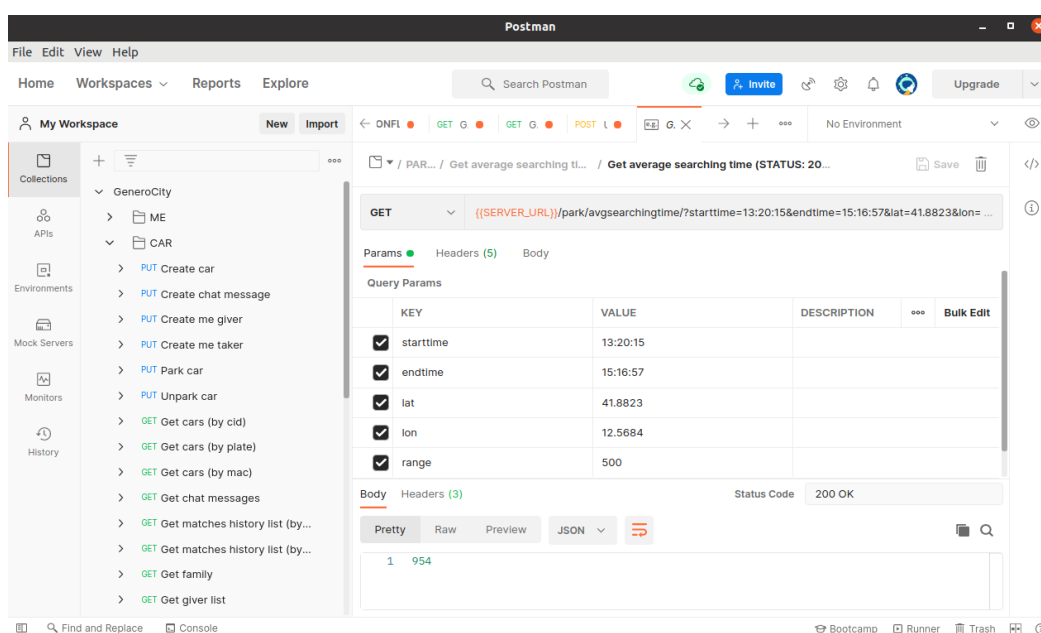 Postman
File Edit View Help
Home Workspaces Reports Explore Search Postman Invite Upgrade
My Workspace New Import
ONFL GET G. GET G. POST L e.g. G. No Environment
Collections
APIs
Environments
Mock Servers
Monitors
History
GeneroCity
ME
CAR
PUT Create car
PUT Create chat message
PUT Create me giver
PUT Create me taker
PUT Park car
PUT Unpark car
GET Get cars (by cid)
GET Get cars (by plate)
GET Get cars (by mac)
GET Get chat messages
GET Get matches history list (by...
GET Get matches history list (by...
GET Get family
GET Get giver list
/ PAR... / Get average searching ti... / Get average searching time (STATUS: 20... Save
GET {{SERVER_URL}}/park/avgsearchingtime/?starttime=13:20:15&endtime=15:16:57&lat=41.8823&lon= ...
Params Headers (5) Body
Query Params
KEY VALUE DESCRIPTION Bulk Edit
starttime 13:20:15
endtime 15:16:57
lat 41.8823
lon 12.5684
range 500
Body Headers (3) Status Code 200 OK
Pretty Raw Preview JSON
1 954
Find and Replace Console Bootcamp Runner Trash